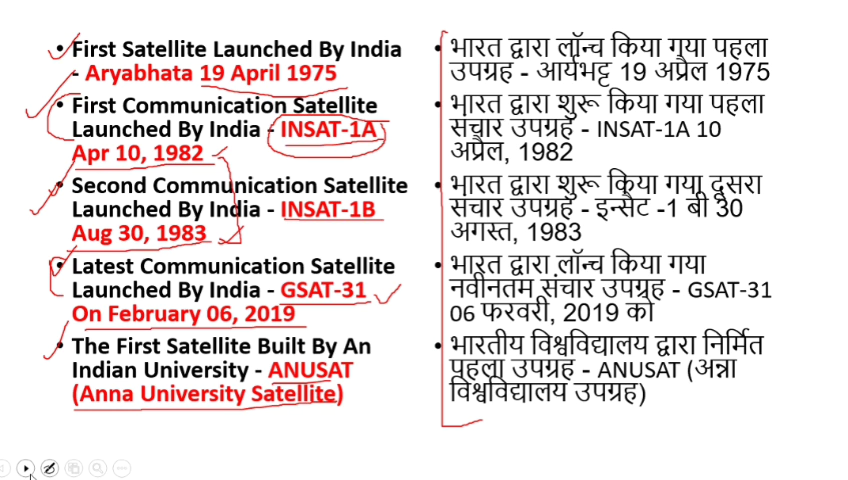 • First Satellite Launched By India
- Aryabhata 19 April 1975
• First Communication Satellite
Launched By India - INSAT-1A
Apr 10, 1982
• Second Communication Satellite
Launched By India - INSAT-1B
Aug 30, 1983
• Latest Communication Satellite
Launched By India - GSAT-31
On February 06, 2019
• The First Satellite Built By An
Indian University - ANUSAT
(Anna University Satellite)
• भारत द्वारा लॉन्च किया गया पहला
उपग्रह - आर्यभट्ट 19 अप्रैल 1975
• भारत द्वारा शुरू किया गया पहला
संचार उपग्रह - INSAT-1A 10
अप्रैल, 1982
• भारत द्वारा शुरू किया गया दूसरा
संचार उपग्रह - इन्सैट -1 बी 30
अगस्त, 1983
• भारत द्वारा लॉन्च किया गया
नवीनतम संचार उपग्रह - GSAT-31
06 फरवरी, 2019 को
• भारतीय विश्वविद्यालय द्वारा निर्मित
पहला उपग्रह - ANUSAT (अन्ना
विश्वविद्यालय उपग्रह)